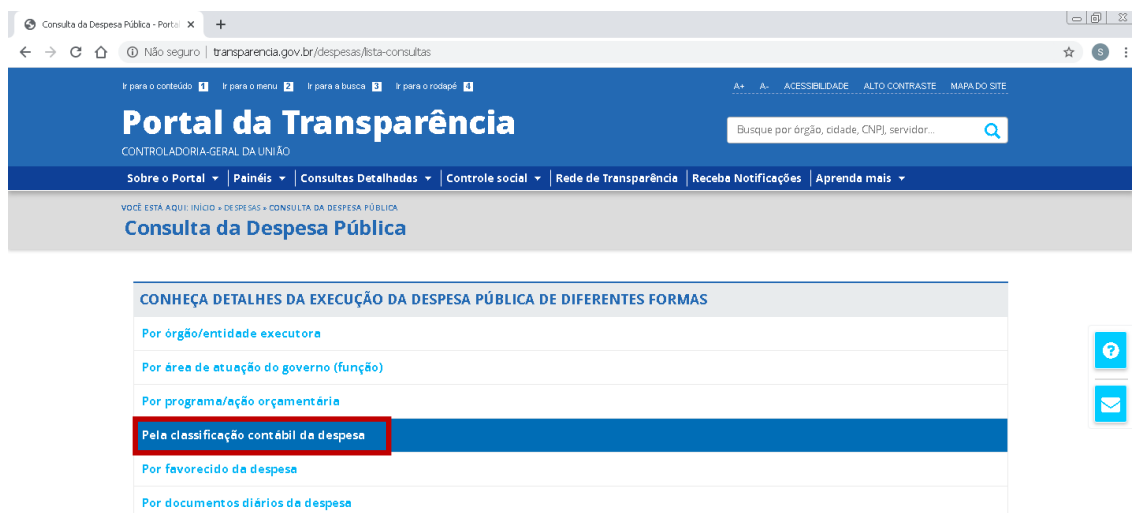 Consulta da Despesa Pública - Porta
Não seguro | transparencia.gov.br/despesas/lista-consultas
S
Ir para o conteúdo 1 Ir para o menu 2 Ir para a busca 3 Ir para o rodapé 4
A+ A- ACESSIBILIDADE ALTO CONTRASTE MAPA DO SITE
Portal da Transparência
Busque por órgão, cidade, CNPJ, servidor...
CONTROLADORIA-GERAL DA UNIÃO
Sobre o Portal Painéis Consultas Detalhadas Controle social Rede de Transparência Receba Notificações Aprenda mais
VOCÊ ESTÁ AQUI: INÍCIO » DESPESAS » CONSULTA DA DESPESA PÚBLICA
Consulta da Despesa Pública
CONHEÇA DETALHES DA EXECUÇÃO DA DESPESA PÚBLICA DE DIFERENTES FORMAS
Por órgão/entidade executora
Por área de atuação do governo (função)
Por programa/ação orçamentária
Pela classificação contábil da despesa
Por favorecido da despesa
Por documentos diários da despesa